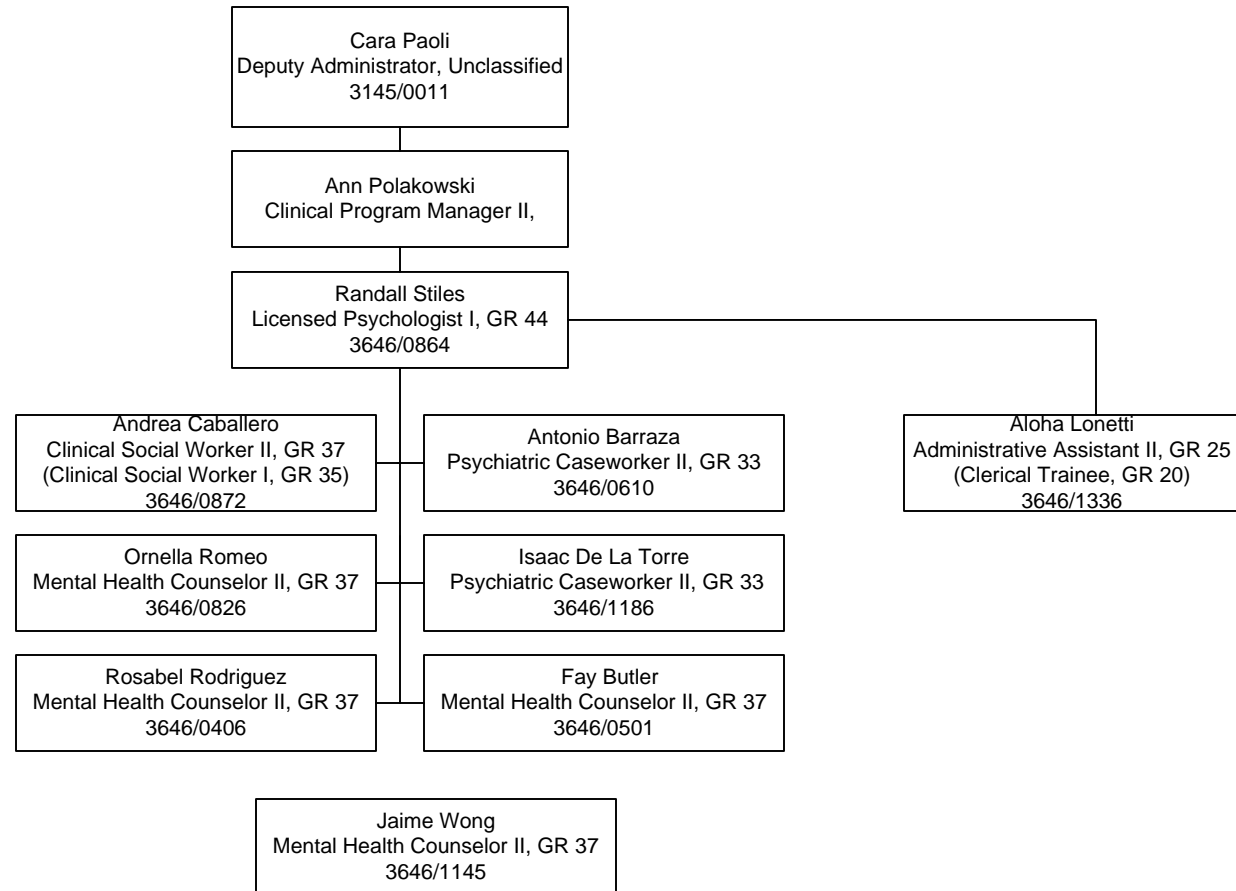 Cara Paoli
Deputy Administrator, Unclassified
3145/0011
Ann Polakowski
Clinical Program Manager II,
Randall Stiles
Licensed Psychologist I, GR 44
3646/0864
Andrea Caballero
Clinical Social Worker II, GR 37
(Clinical Social Worker I, GR 35)
3646/0872
Antonio Barraza
Psychiatric Caseworker II, GR 33
3646/0610
Aloha Lonetti
Administrative Assistant II, GR 25
(Clerical Trainee, GR 20)
3646/1336
Ornella Romeo
Mental Health Counselor II, GR 37
3646/0826
Isaac De La Torre
Psychiatric Caseworker II, GR 33
3646/1186
Rosabel Rodriguez
Mental Health Counselor II, GR 37
3646/0406
Fay Butler
Mental Health Counselor II, GR 37
3646/0501
Jaime Wong
Mental Health Counselor II, GR 37
3646/1145